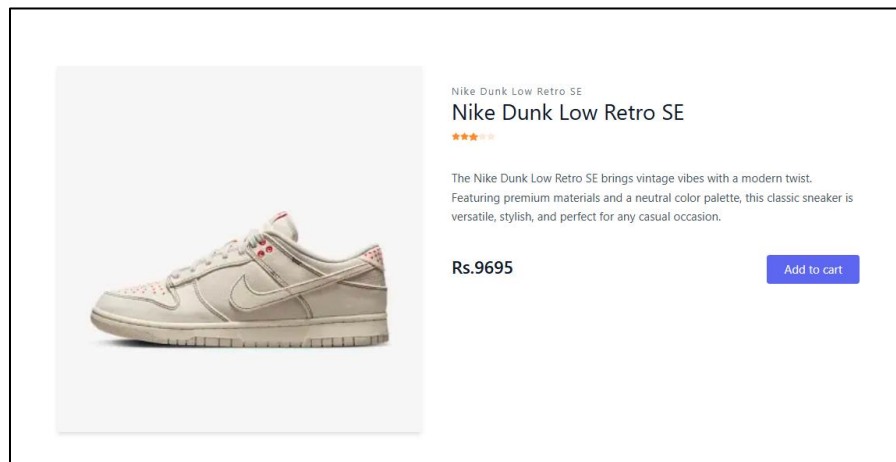 Nike Dunk Low Retro SE
Nike Dunk Low Retro SE
The Nike Dunk Low Retro SE brings vintage vibes with a modern twist.
Featuring premium materials and a neutral color palette, this classic sneaker is
versatile, stylish, and perfect for any casual occasion.
Rs.9695
Add to cart